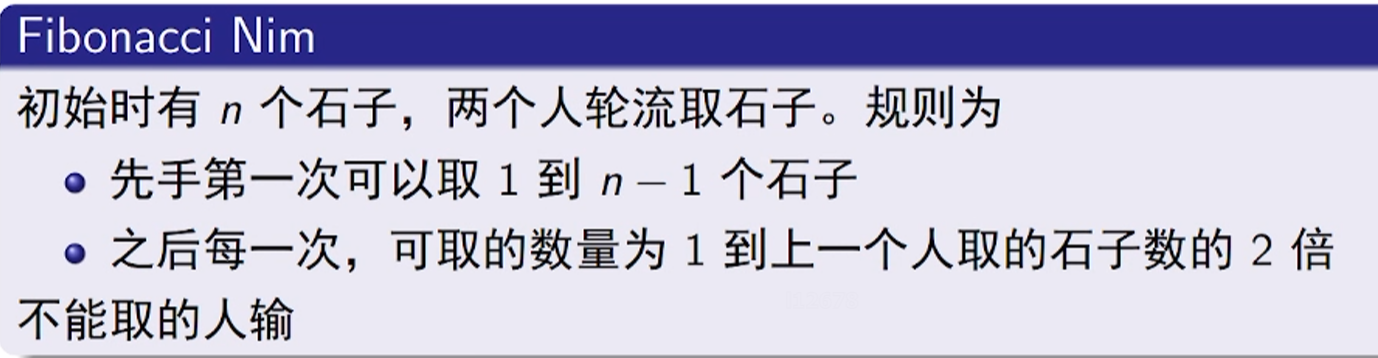 Fibonacci Nim
初始时有 n 个石子，两个人轮流取石子。规则为
先手第一次可以取 1 到 n − 1 个石子
之后每一次，可取的数量为 1 到上一个人取的石子数的 2 倍
不能取的人输